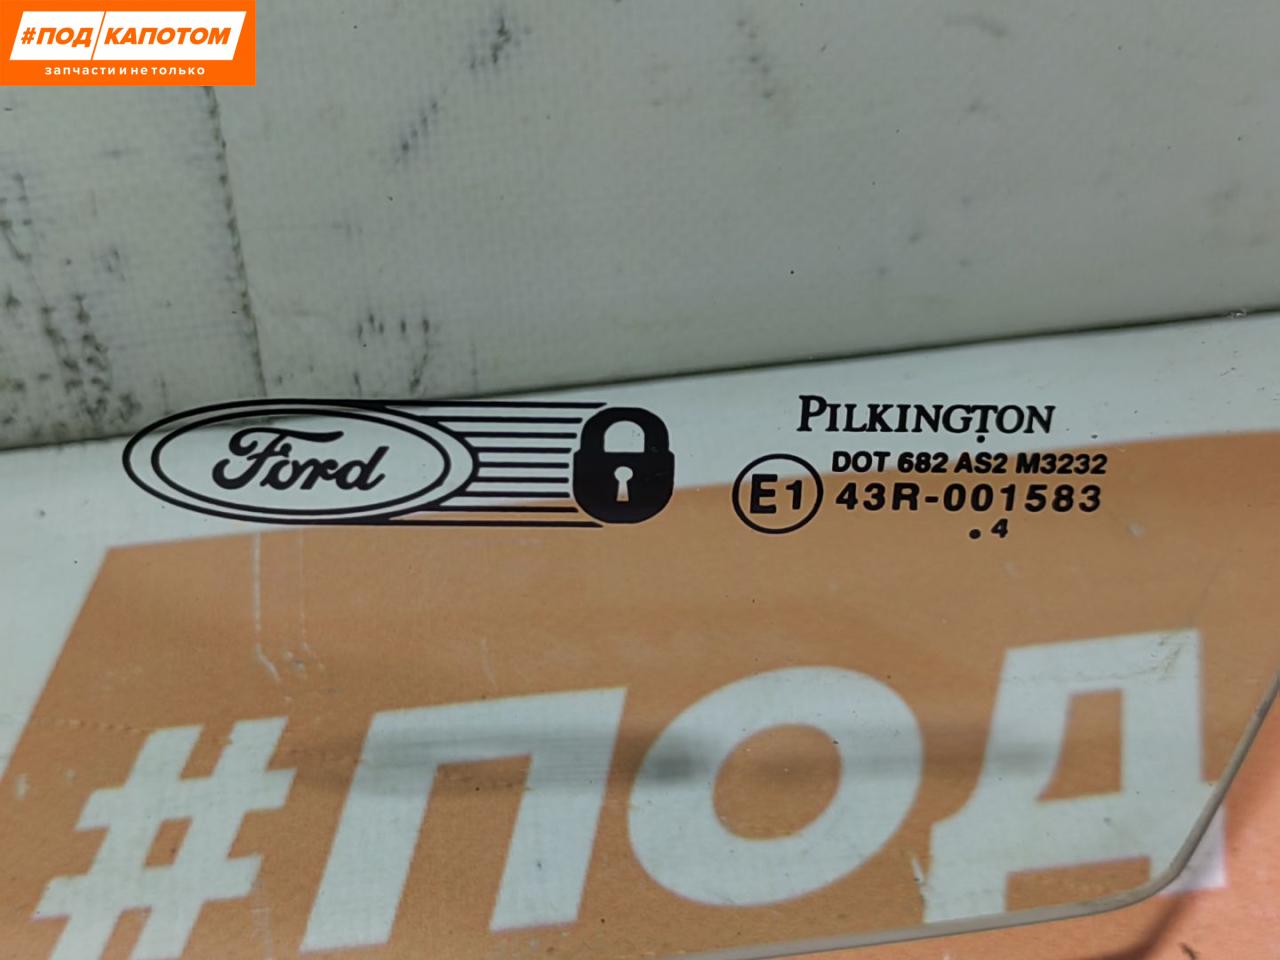 #ПОД КАПОТОМ
запчасти и не только
Ford
PILKINGTON
DOT 682 AS2 M3232
E1 43R-001583
. 4
#ПОД